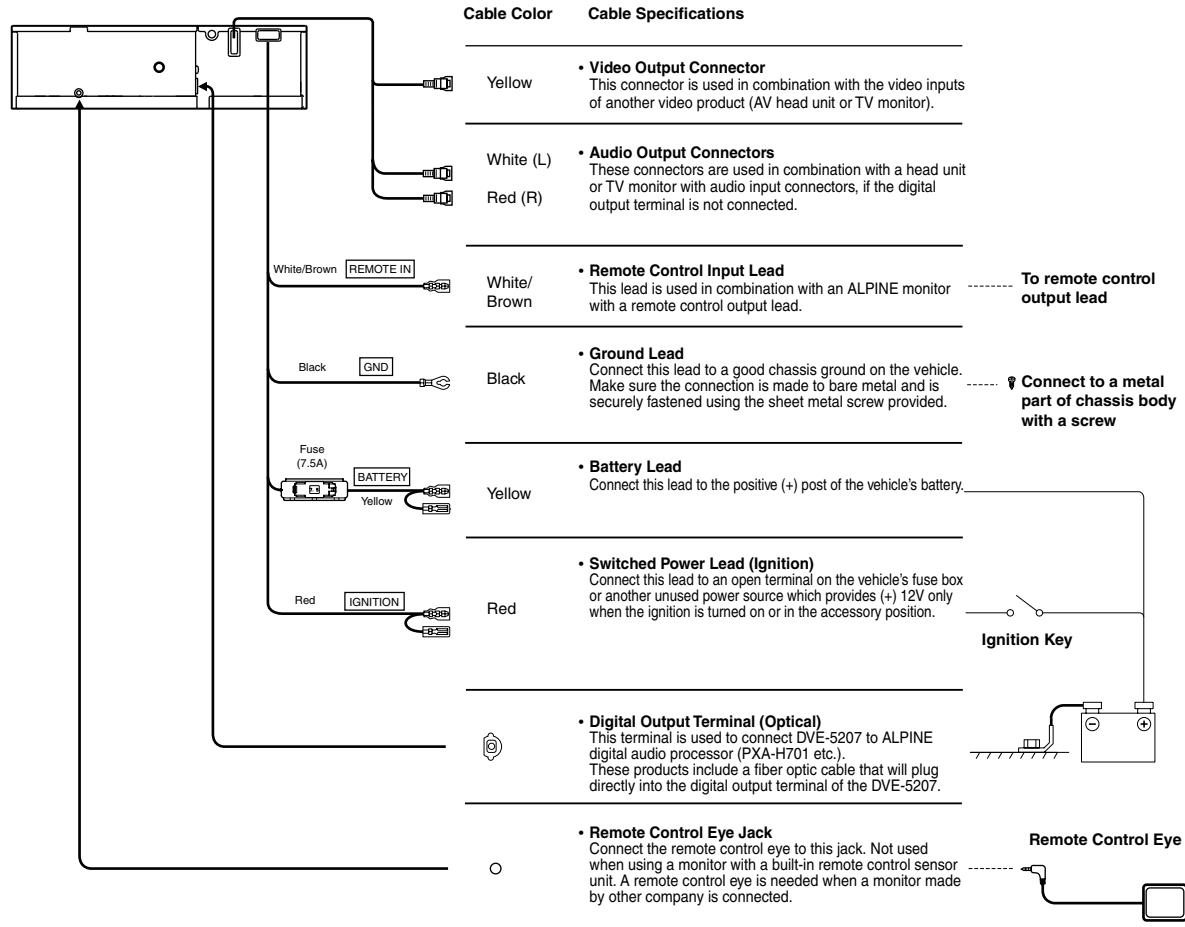 Cable Color
Cable Specifications
Yellow
• Video Output Connector
This connector is used in combination with the video inputs
of another video product (AV head unit or TV monitor).
White (L)
Red (R)
• Audio Output Connectors
These connectors are used in combination with a head unit
or TV monitor with audio input connectors, if the digital
output terminal is not connected.
White/Brown
REMOTE IN
White/
Brown
• Remote Control Input Lead
This lead is used in combination with an ALPINE monitor
with a remote control output lead.
To remote control
output lead
Black
GND
Black
• Ground Lead
Connect this lead to a good chassis ground on the vehicle.
Make sure the connection is made to bare metal and is
securely fastened using the sheet metal screw provided.
Connect to a metal
part of chassis body
with a screw
Fuse
(7.5A)
BATTERY
Yellow
Yellow
• Battery Lead
Connect this lead to the positive (+) post of the vehicle's battery.
Red
IGNITION
Red
• Switched Power Lead (Ignition)
Connect this lead to an open terminal on the vehicle's fuse box
or another unused power source which provides (+) 12V only
when the ignition is turned on or in the accessory position.
Ignition Key
• Digital Output Terminal (Optical)
This terminal is used to connect DVE-5207 to ALPINE
digital audio processor (PXA-H701 etc.).
These products include a fiber optic cable that will plug
directly into the digital output terminal of the DVE-5207.
• Remote Control Eye Jack
Connect the remote control eye to this jack. Not used
when using a monitor with a built-in remote control sensor
unit. A remote control eye is needed when a monitor made
by other company is connected.
Remote Control Eye